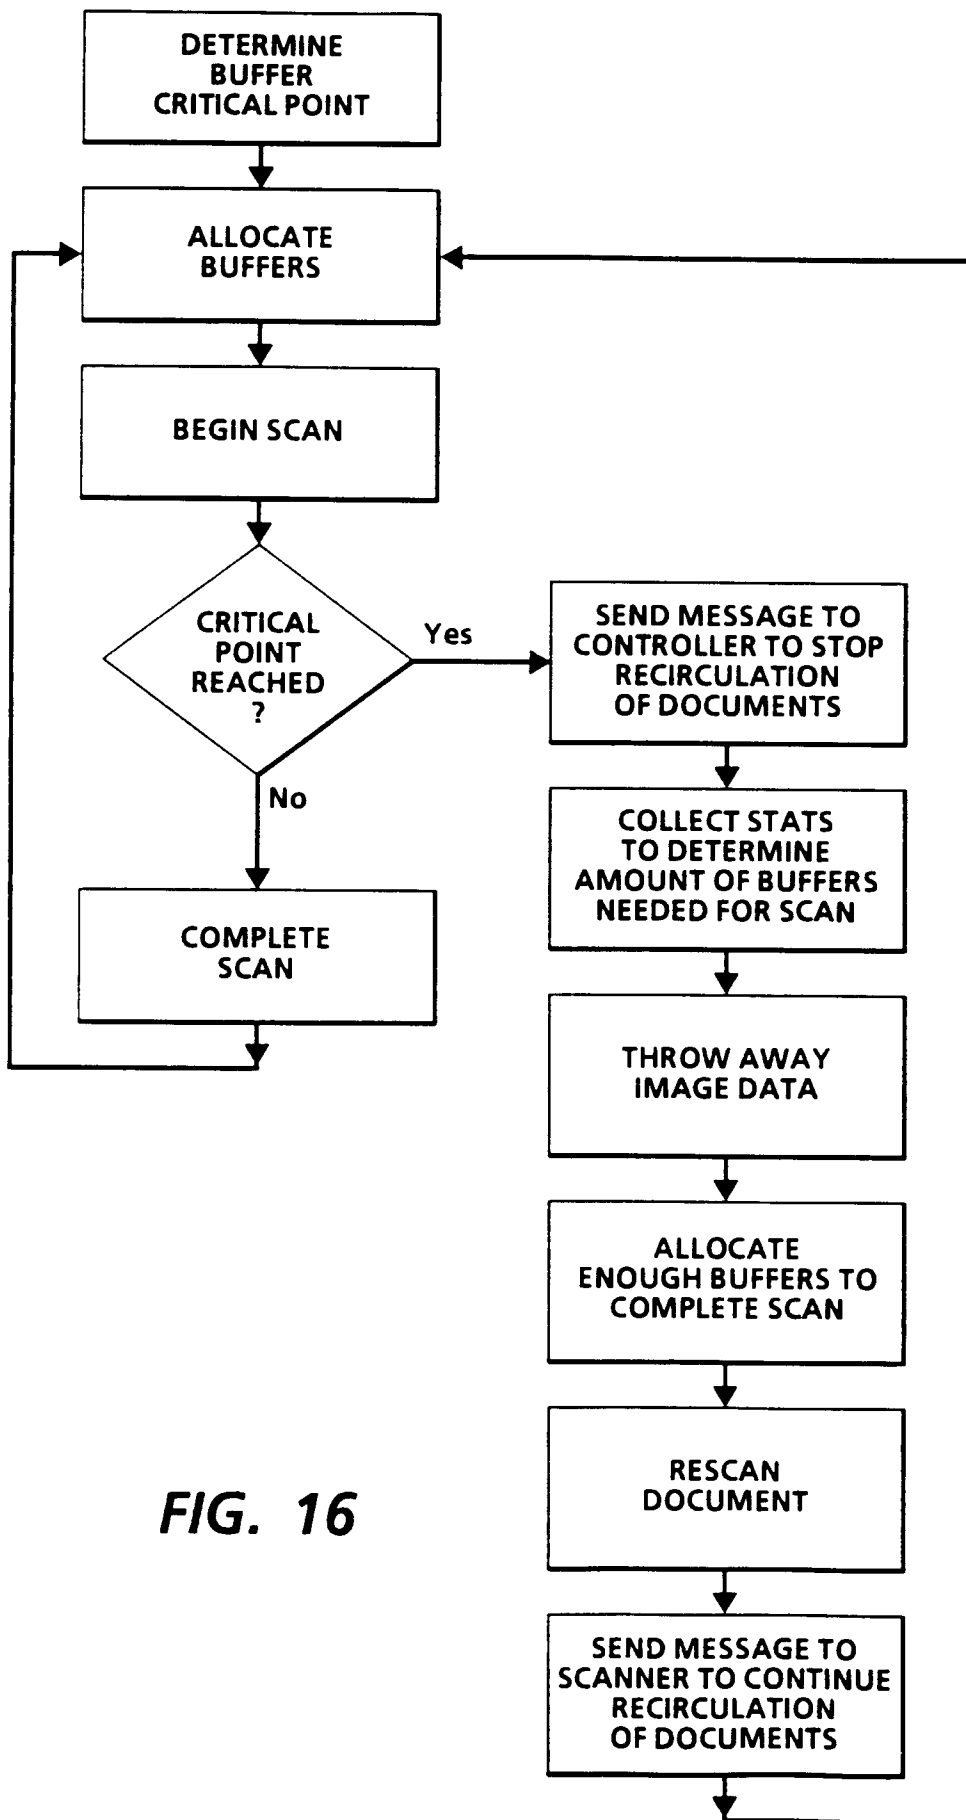 DETERMINE
BUFFER
CRITICAL POINT
ALLOCATE
BUFFERS
BEGIN SCAN
CRITICAL
POINT
REACHED
?
Yes
No
COMPLETE
SCAN
SEND MESSAGE TO
CONTROLLER TO STOP
RECIRCULATION
OF DOCUMENTS
COLLECT STATS
TO DETERMINE
AMOUNT OF BUFFERS
NEEDED FOR SCAN
THROW AWAY
IMAGE DATA
ALLOCATE
ENOUGH BUFFERS TO
COMPLETE SCAN
RESCAN
DOCUMENT
SEND MESSAGE TO
SCANNER TO CONTINUE
RECIRCULATION
OF DOCUMENTS
FIG. 16